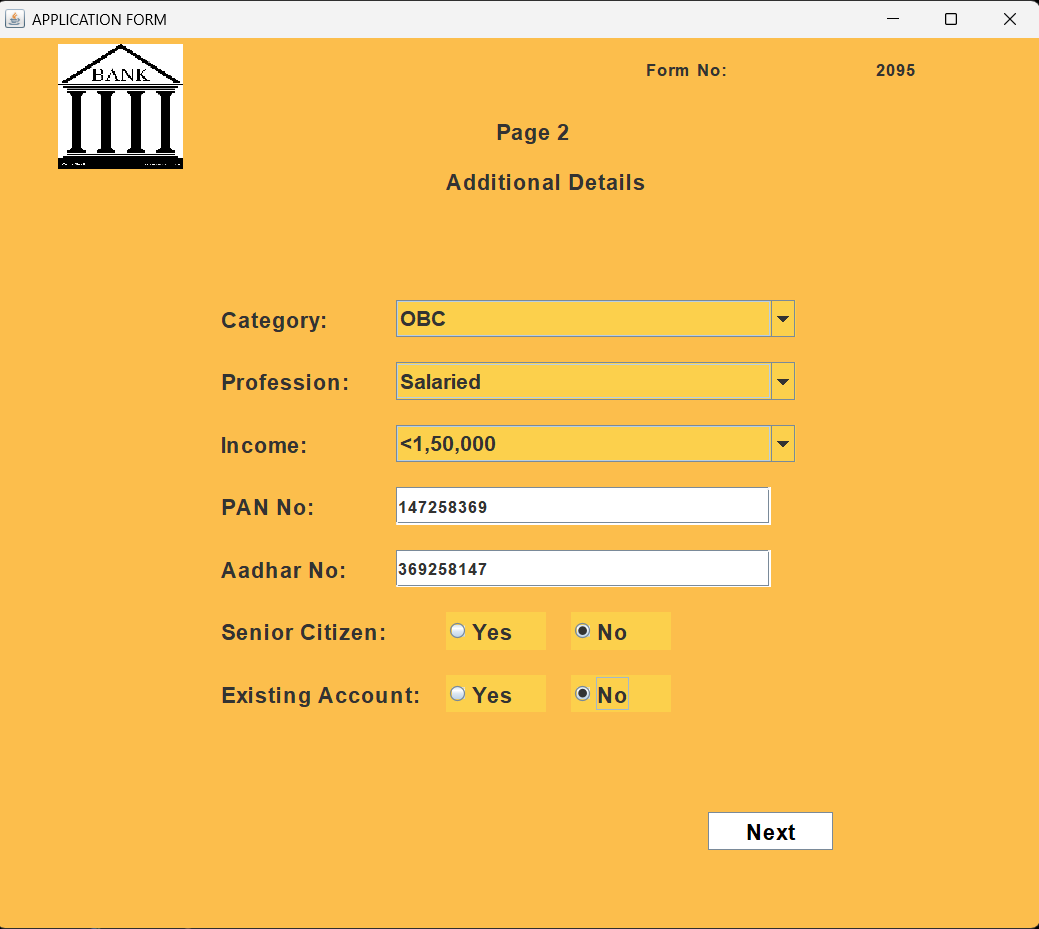 APPLICATION FORM
BANK
Form No: 2095
Page 2
Additional Details
Category: OBC
Profession: Salaried
Income: <1,50,000
PAN No: 147258369
Aadhar No: 369258147
Senior Citizen: Yes No
Existing Account: Yes No
Next